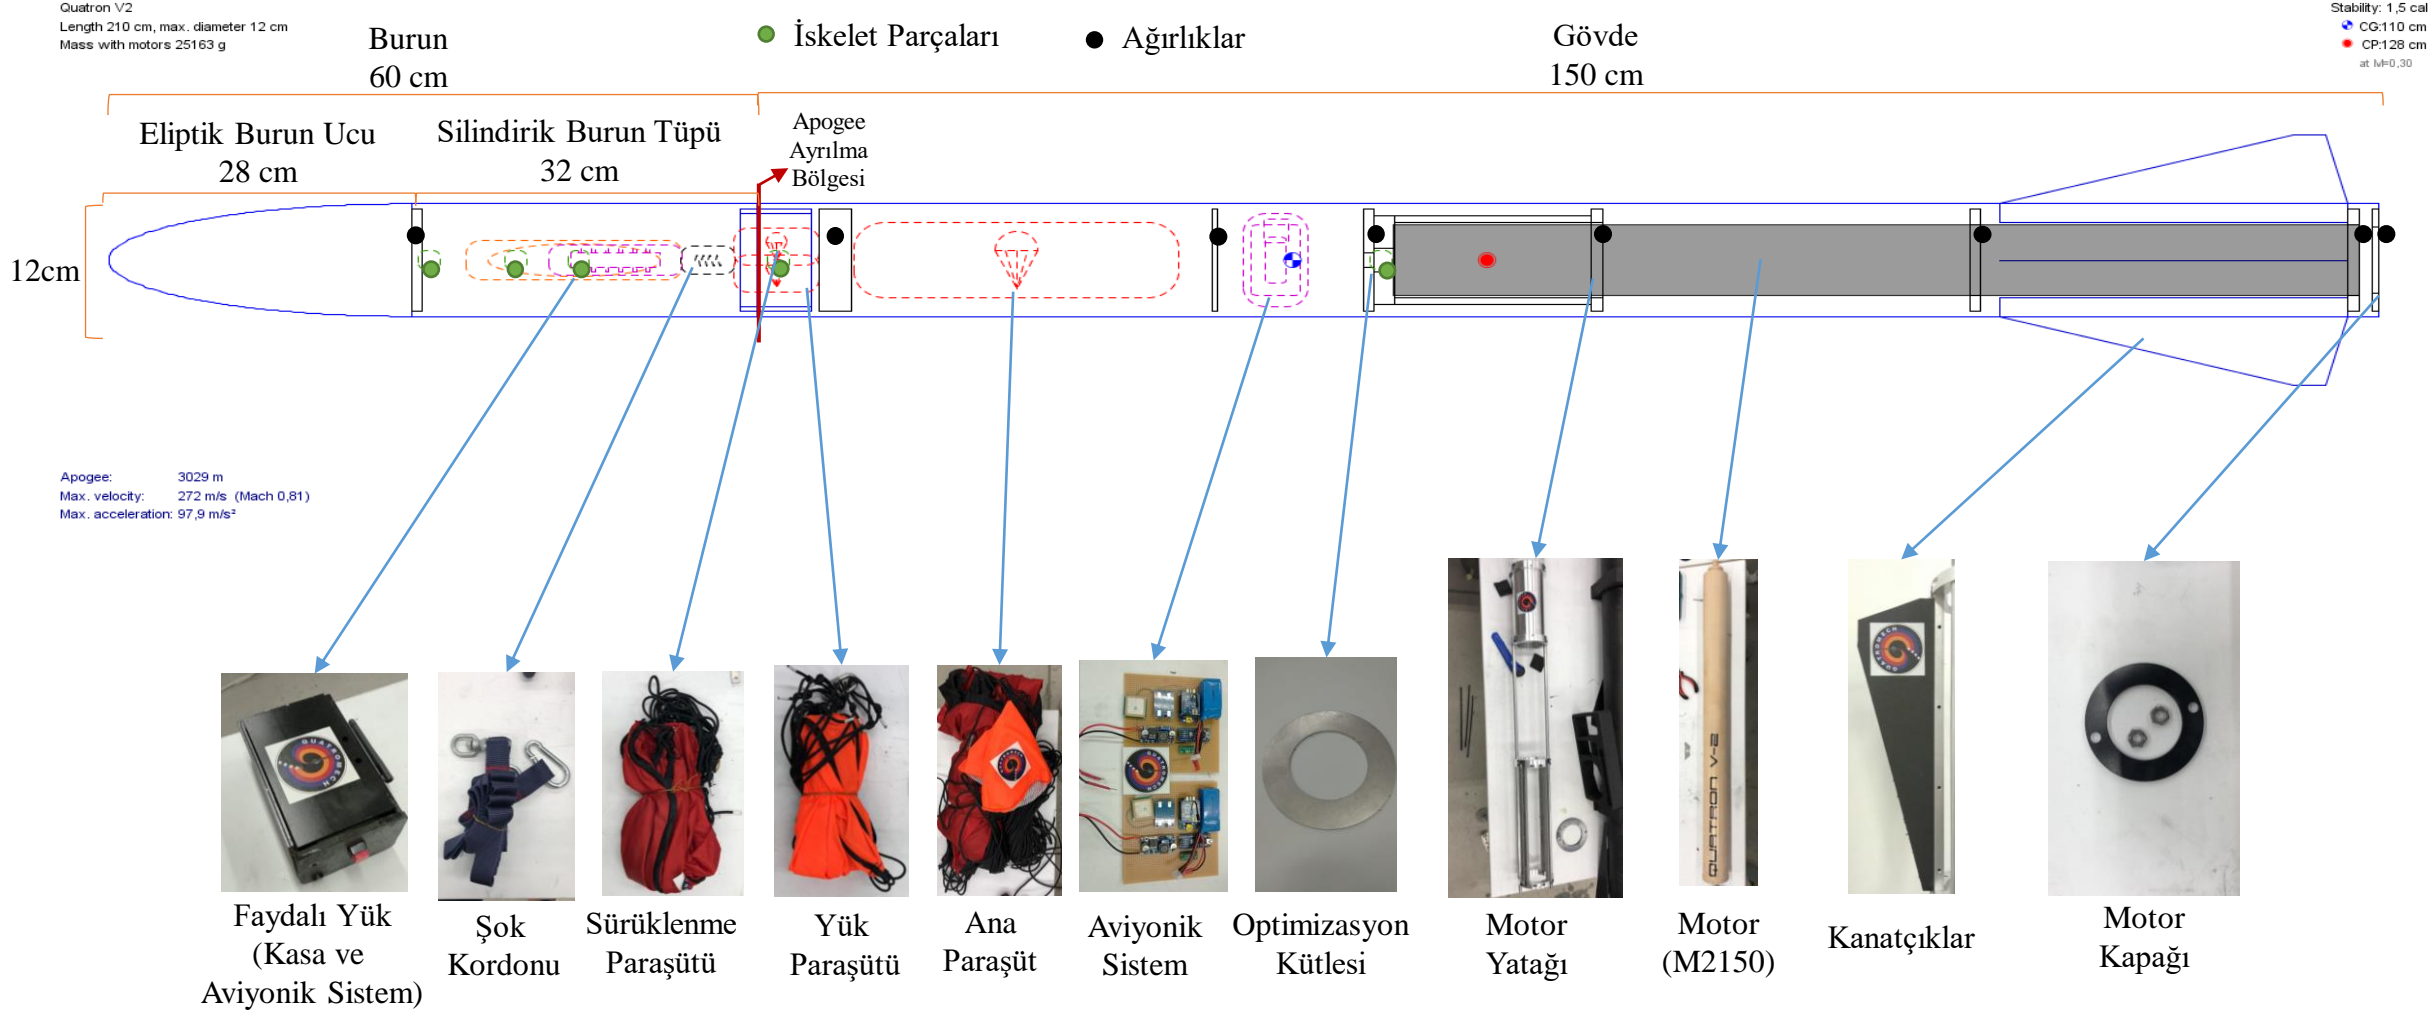 Quatron V2
Length 210 cm, max. diameter 12 cm
Mass with motors 25163 g
Burun
60 cm
İskelet Parçaları
Ağırlıklar
Gövde
150 cm
Stability: 1,5 cal
CG:110 cm
CP:128 cm
at M=0,30
Eliptik Burun Ucu
28 cm
Silindirik Burun Tüpü
32 cm
Apogee
Ayrılma
Bölgesi
12cm
Apogee: 3029 m
Max. velocity: 272 m/s (Mach 0,81)
Max. acceleration: 97,9 m/s²
QUATROMECH
QUATRON V-2
QUATROMECH
Faydalı Yük
(Kasa ve
Aviyonik Sistem)
Şok
Kordonu
Sürüklenme
Paraşütü
Yük
Paraşütü
Ana
Paraşüt
Aviyonik
Sistem
Optimizasyon
Kütlesi
Motor
Yatağı
Motor
(M2150)
Kanatçıklar
Motor
Kapağı